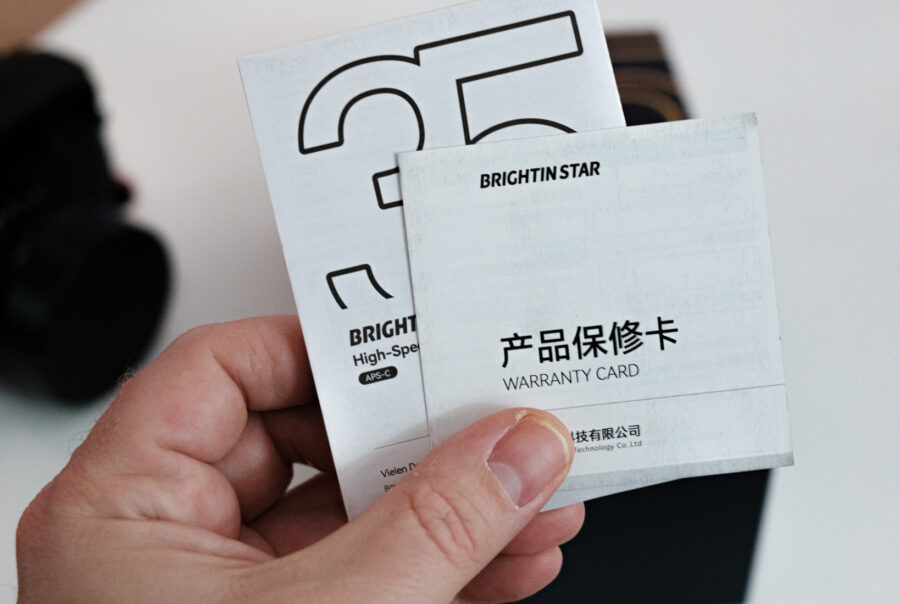 35
BRIGHT
High-Spe
APS-C
Vielen D
BRIGHTIN STAR
产品保修卡
WARRANTY CARD
技有限公司
Technology Co.,Ltd